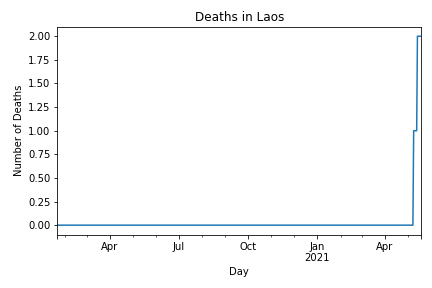 Deaths in Laos
Number of Deaths
2.00
1.75
1.50
1.25
1.00
0.75
0.50
0.25
0.00
Apr
Jul
Oct
Jan
2021
Apr
Day